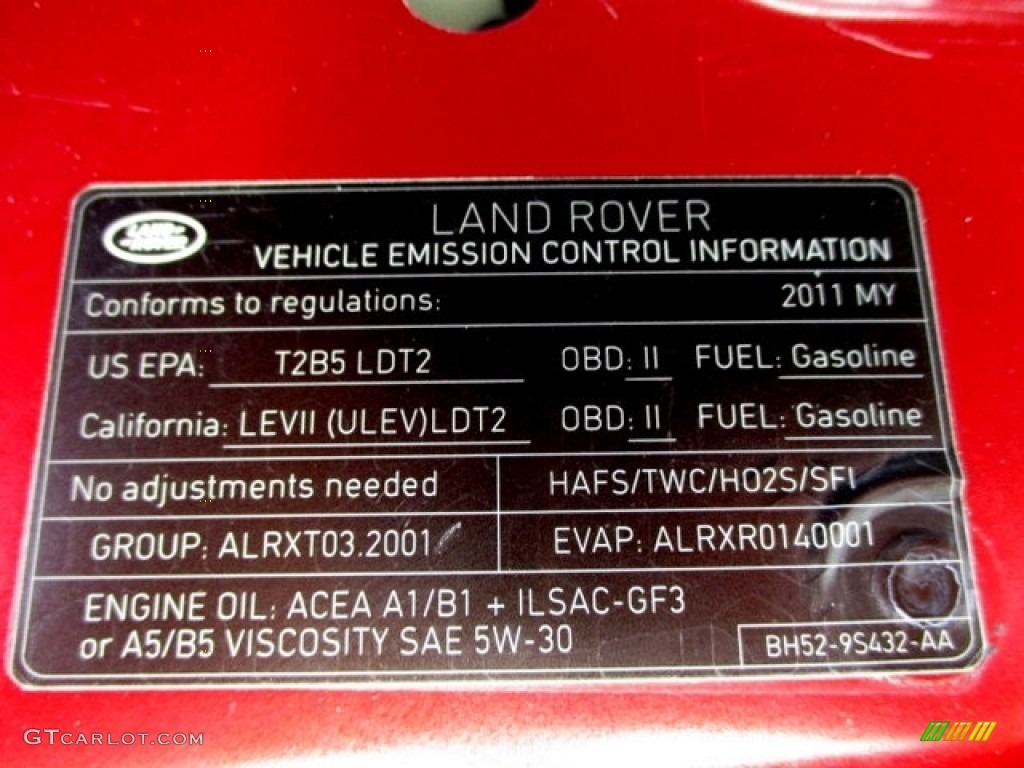 LAND ROVER
LAND ROVER
VEHICLE EMISSION CONTROL INFORMATION
Conforms to regulations: 2011 MY
US EPA: T2B5 LDT2 OBD: II FUEL: Gasoline
California: LEVII (ULEV)LDT2 OBD: II FUEL: Gasoline
No adjustments needed HAFS/TWC/HO2S/SFI
GROUP: ALRXT03.2001 EVAP: ALRXR0140001
ENGINE OIL: ACEA A1/B1 + ILSAC-GF3
or A5/B5 VISCOSITY SAE 5W-30
BH52-9S432-AA
GTCARLOT.COM